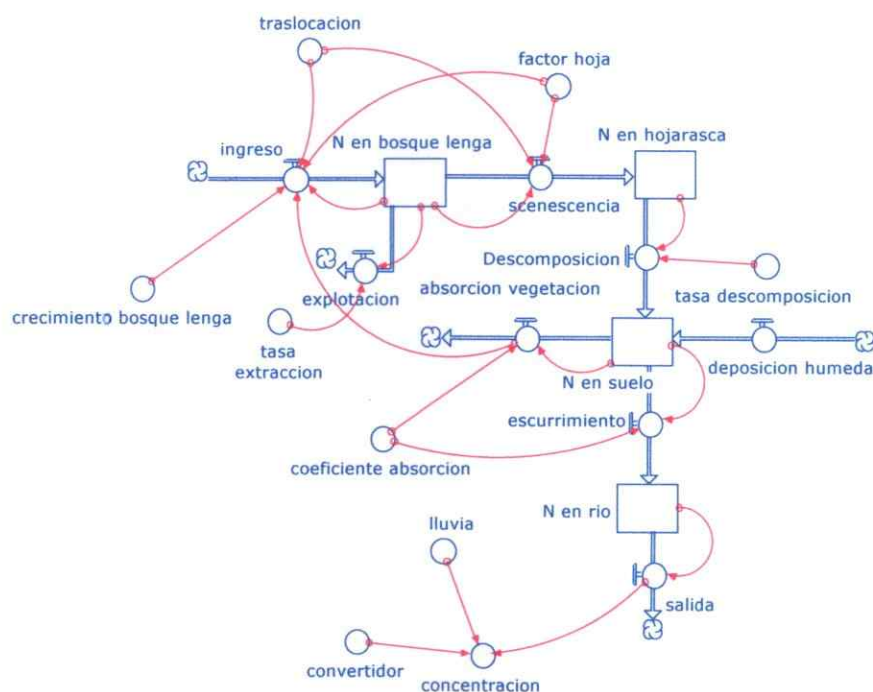 traslocacion
factor hoja
N en bosque lenga
N en hojarasca
ingreso
scenescencia
Descomposicion
absorcion vegetacion
explotacion
tasa descomposicion
crecimiento bosque lenga
tasa
extraccion
N en suelo
deposicion humeda
escurrimiento
coeficiente absorcion
N en rio
lluvia
salida
convertidor
concentracion